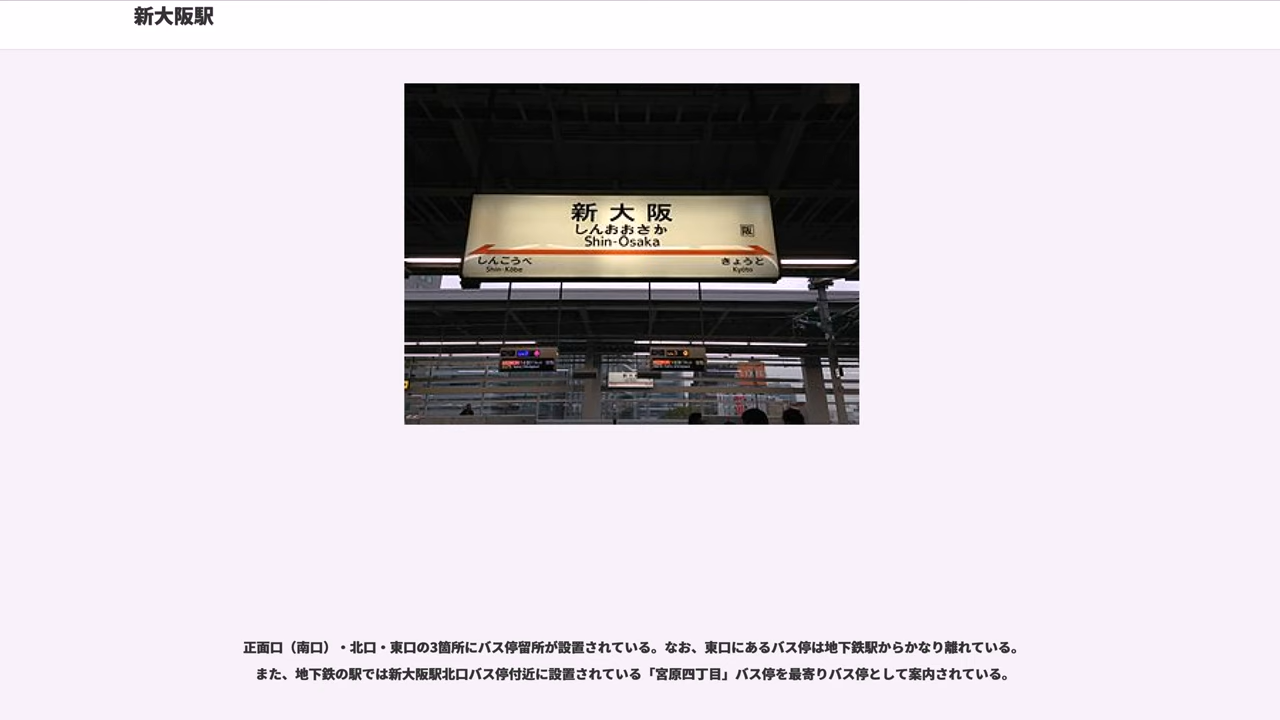 新大阪駅
新大阪
しんおおさか
Shin-Ōsaka
阪
しんこうべ
きょうと
Shin-Kōbe
Kyōto
正面口（南口）・北口・東口の3箇所にバス停留所が設置されている。なお、東口にあるバス停は地下鉄駅からかなり離れている。
また、地下鉄の駅では新大阪駅北口バス停付近に設置されている「宮原四丁目」バス停を最寄りバス停として案内されている。